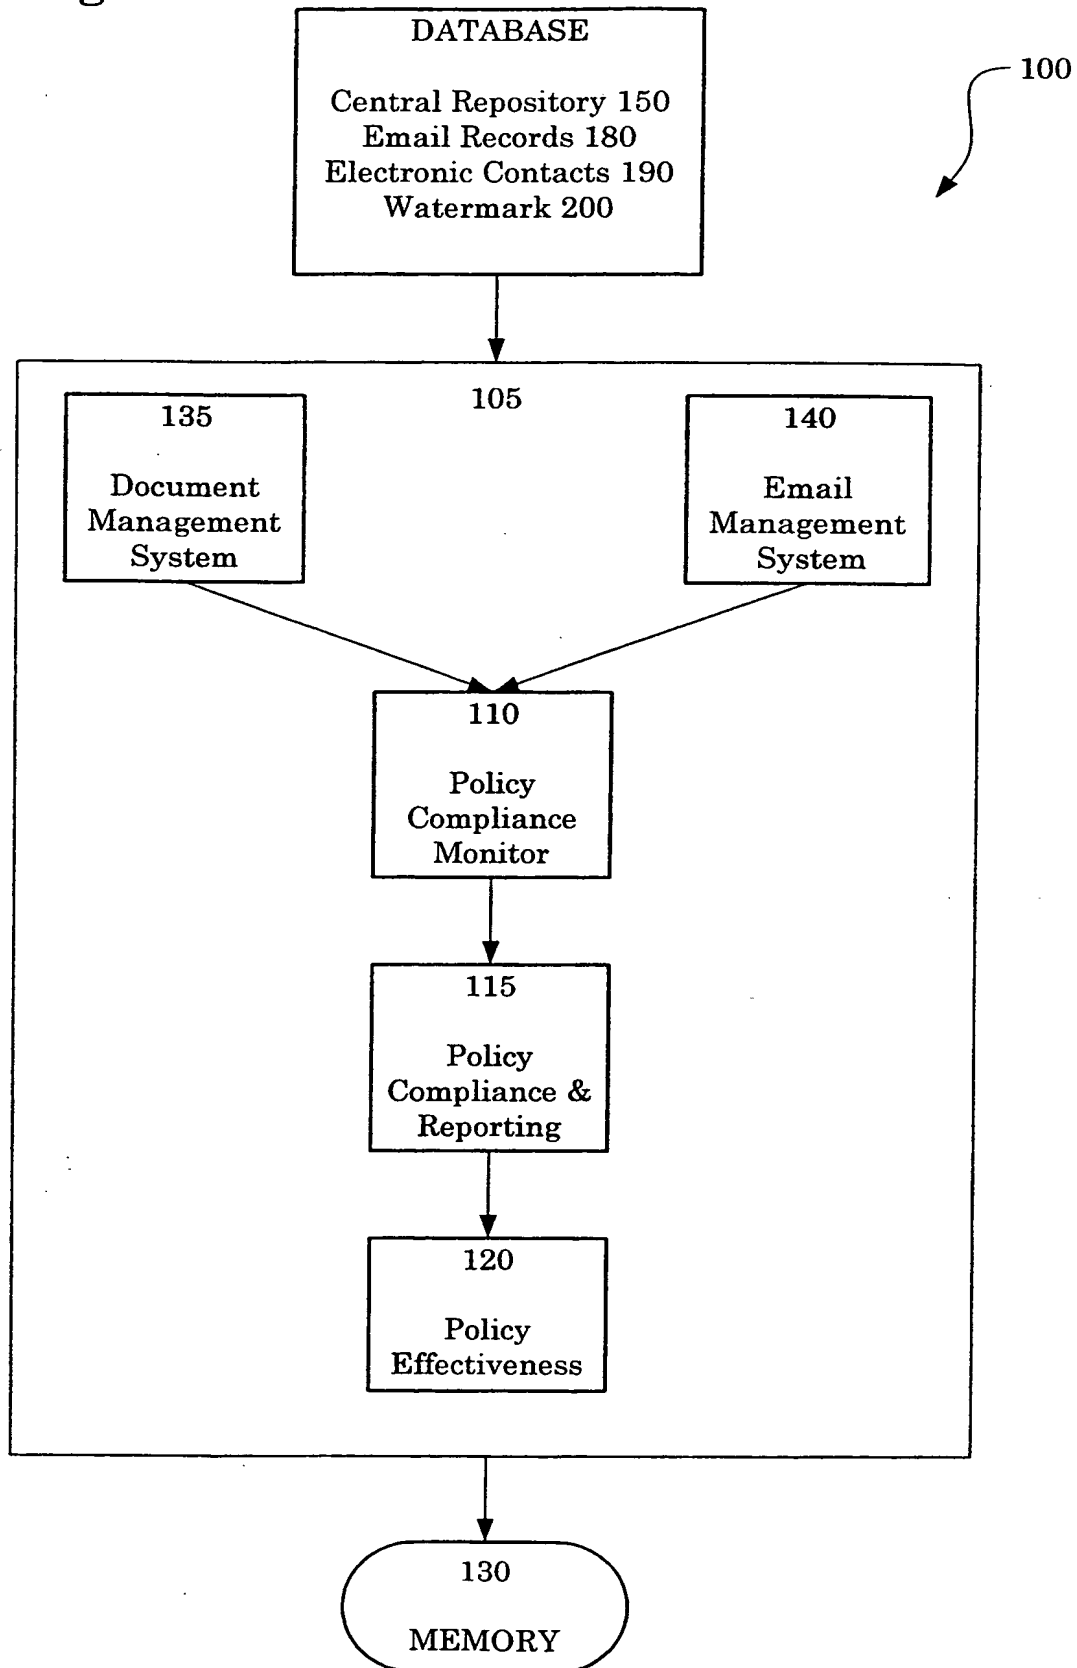 DATABASE
100
Central Repository 150
Email Records 180
Electronic Contacts 190
Watermark 200
105
135
Document
Management
System
140
Email
Management
System
110
Policy
Compliance
Monitor
115
Policy
Compliance &
Reporting
120
Policy
Effectiveness
130
MEMORY